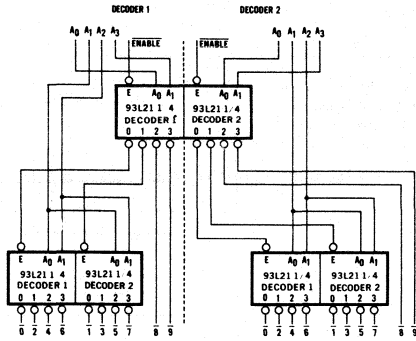 DECODER 1 DECODER 2
A0 A1 A2 A3 ENABLE ENABLE A0 A1 A2 A3
E A0 A1 E A0 A1
93L21 1 4 93L21 1/4
DECODER 1 DECODER 2
0 1 2 3 0 1 2 3
E A0 A1 E A0 A1 E A0 A1 E A0 A1
93L21 1 4 93L21 1/4 93L21 1/4 93L21 1/4
DECODER 1 DECODER 2 DECODER 1 DECODER 2
0 1 2 3 0 1 2 3 0 1 2 3 0 1 2 3
0 2 4 6 1 3 5 7 8 9 0 2 4 6 1 3 5 7 8 9